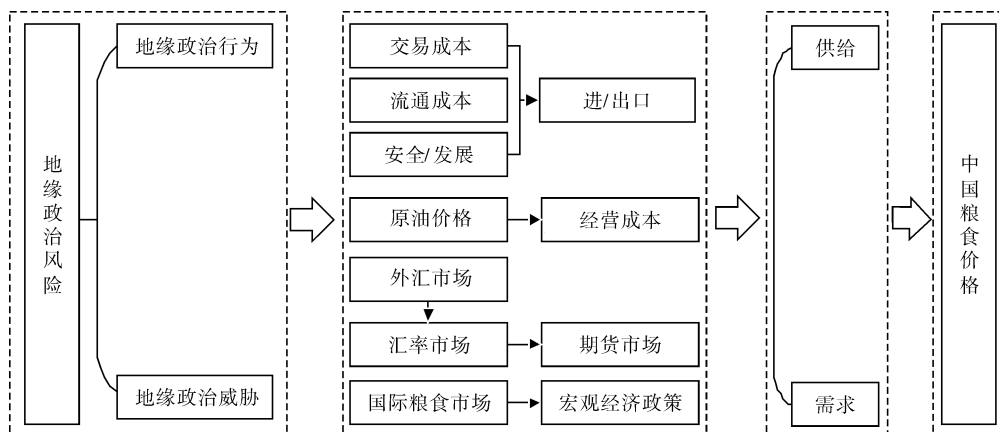 地缘政治风险
地缘政治行为
地缘政治威胁
交易成本
流通成本
安全/发展
进/出口
原油价格
经营成本
外汇市场
汇率市场
期货市场
国际粮食市场
宏观经济政策
供给
需求
中国粮食价格